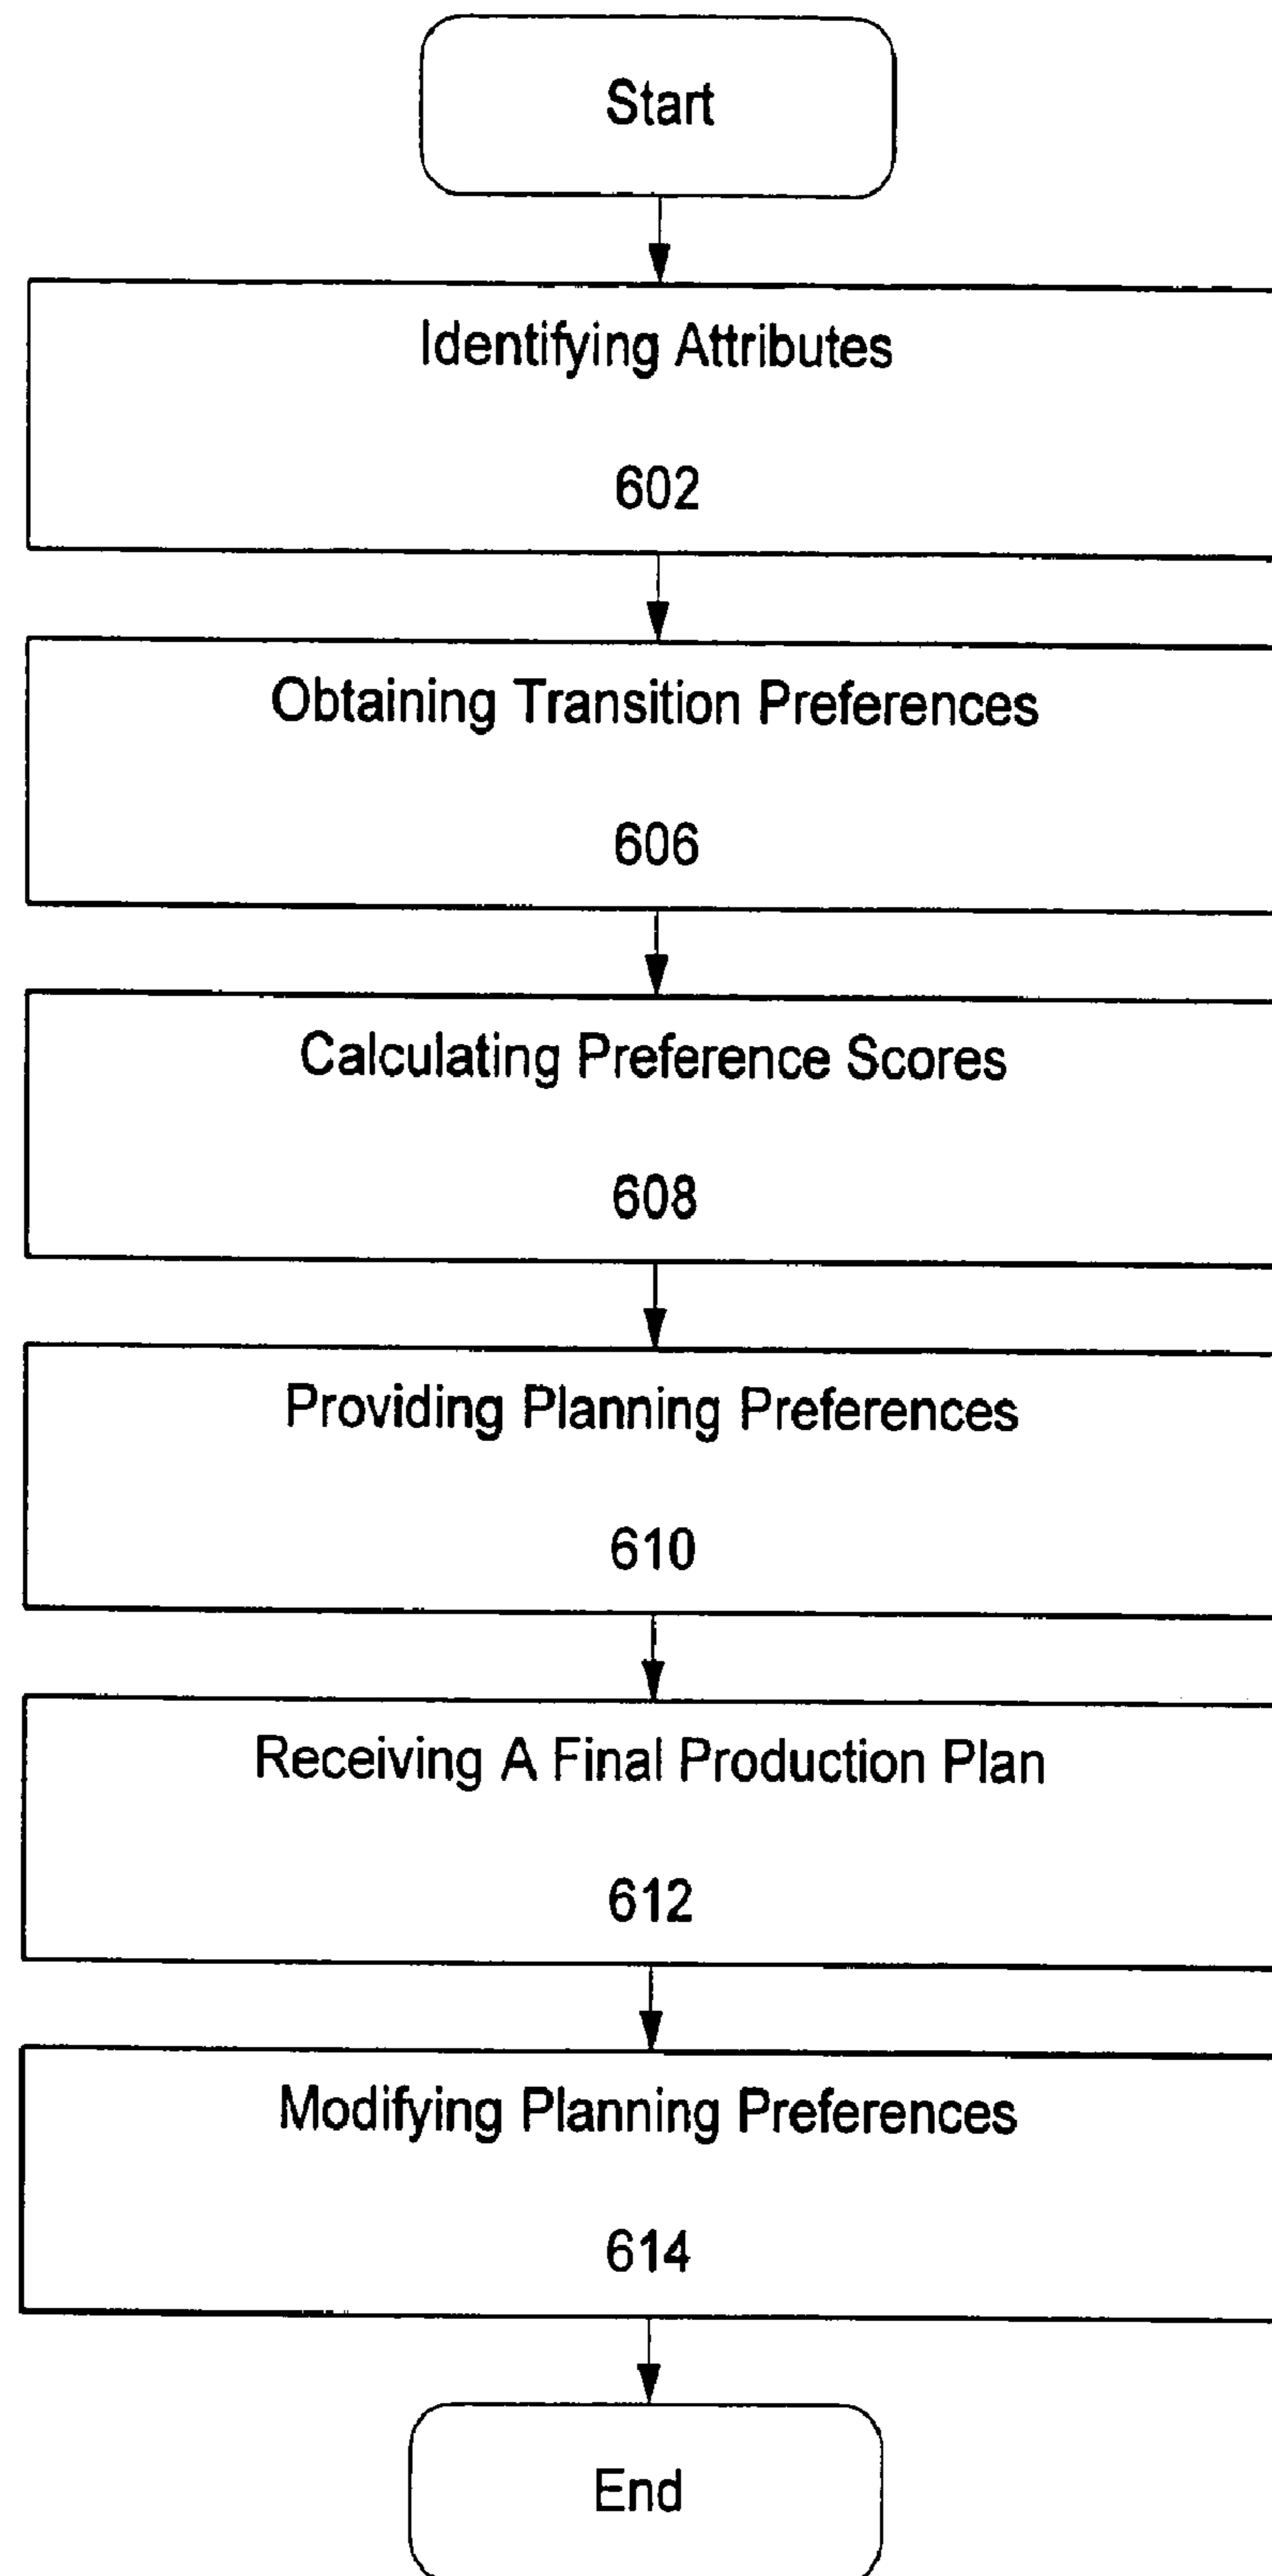 Start
Identifying Attributes
602
Obtaining Transition Preferences
606
Calculating Preference Scores
608
Providing Planning Preferences
610
Receiving A Final Production Plan
612
Modifying Planning Preferences
614
End